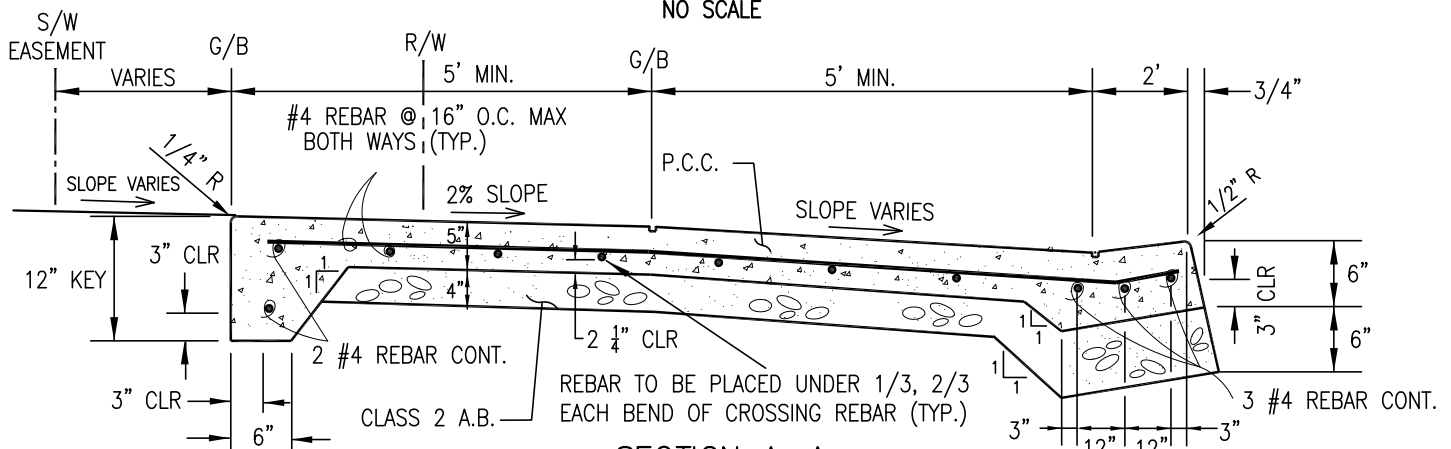 NO SCALE
S/W
EASEMENT
G/B
R/W
G/B
VARIES
5' MIN.
5' MIN.
2'
3/4"
#4 REBAR @ 16" O.C. MAX
BOTH WAYS (TYP.)
1/4" R
P.C.C.
SLOPE VARIES
2% SLOPE
SLOPE VARIES
1/2" R
5"
3" CLR
12" KEY
1
1
4"
3" CLR
6"
2 1/4" CLR
1
1
6"
2 #4 REBAR CONT.
1
1
REBAR TO BE PLACED UNDER 1/3, 2/3
EACH BEND OF CROSSING REBAR (TYP.)
3" CLR
CLASS 2 A.B.
3 #4 REBAR CONT.
6"
3"
12"
12"
3"